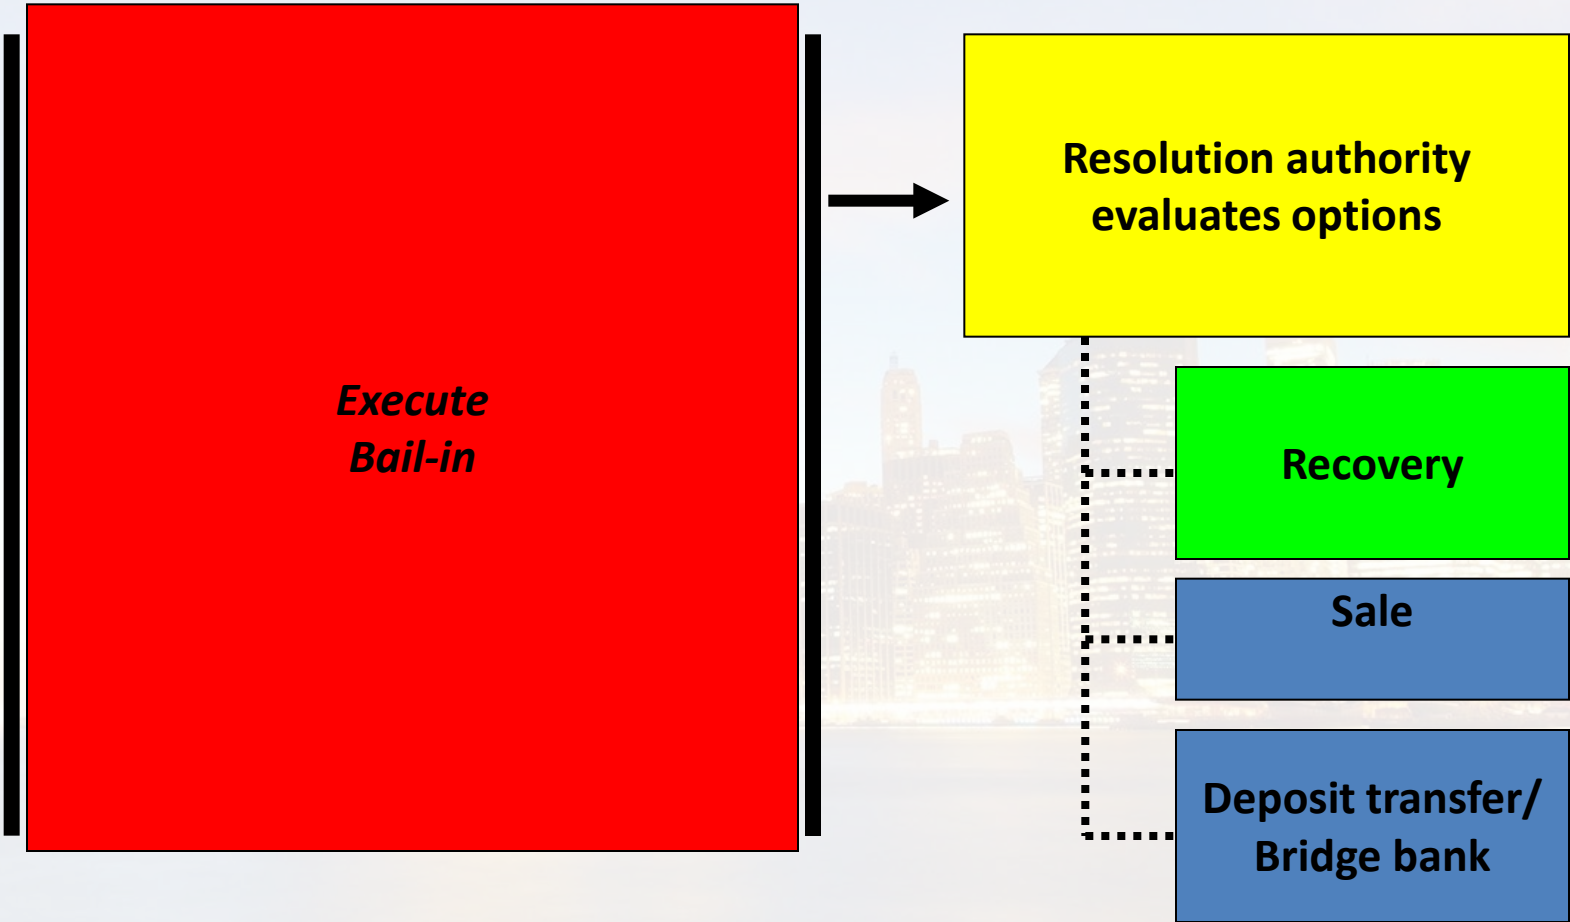 Execute
Bail-in
Resolution authority
evaluates options
Recovery
Sale
Deposit transfer/
Bridge bank